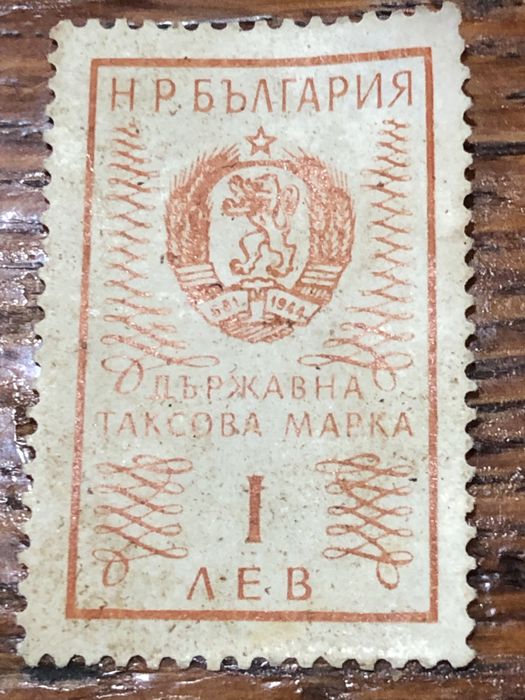 Н.Р. БЪЛГАРИЯ
681 1944
ДЪРЖАВНА
ТАКСОВА МАРКА
1
ЛЕВ